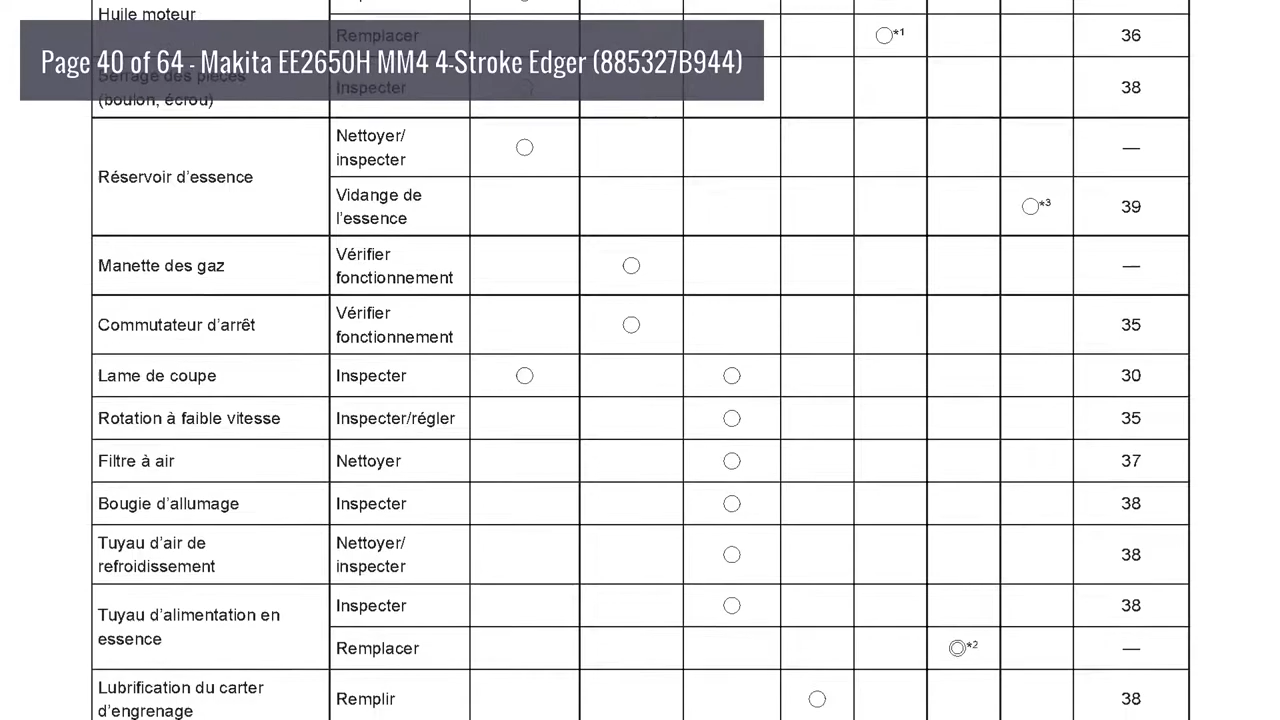 Huile moteur
Remplacer
*1
36
Page 40 of 64 - Makita EE2650H MM4 4-Stroke Edger (885327B944)
Serrage des pièces
(boulon, écrou)
Inspecter
38
Réservoir d'essence
Nettoyer/
inspecter
—
Vidange de
l'essence
*3
39
Manette des gaz
Vérifier
fonctionnement
—
Commutateur d'arrêt
Vérifier
fonctionnement
35
Lame de coupe
Inspecter
30
Rotation à faible vitesse
Inspecter/régler
35
Filtre à air
Nettoyer
37
Bougie d'allumage
Inspecter
38
Tuyau d'air de
refroidissement
Nettoyer/
inspecter
38
Tuyau d'alimentation en
essence
Inspecter
38
Remplacer
*2
—
Lubrification du carter
d'engrenage
Remplir
38